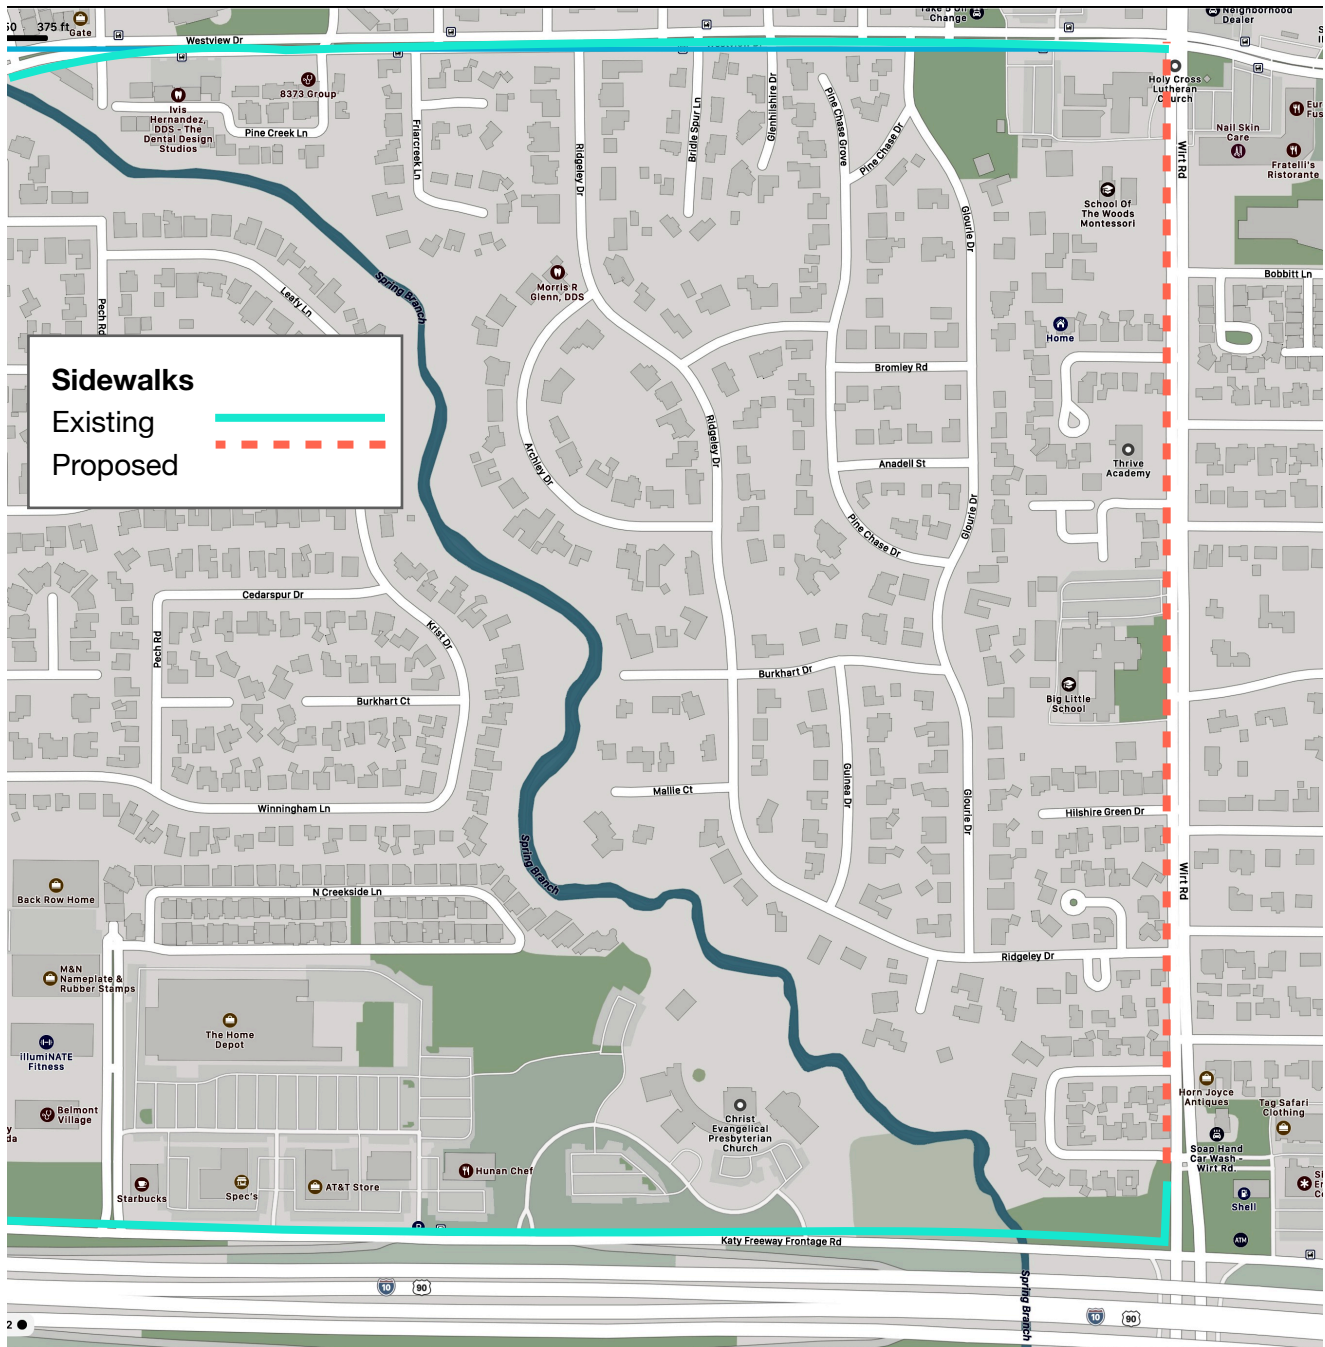 375 ft
Gate
Westview Dr
Change
Neighborhood
Dealer
Holy Cross
Lutheran
Church
8373 Group
Ivis
Hernandez,
DDS - The
Dental Design
Studios
Pine Creek Ln
Friarcreek Ln
Ridgeley Dr
Bridle Spur Ln
Glenhilshire Dr
Pine Chase Grove
Pine Chase Dr
Glourie Dr
Wirt Rd
Nail Skin
Care
Fratelli's
Ristorante
School Of
The Woods
Montessori
Bobbitt Ln
Morris R
Glenn, DDS
Spring Branch
Leafy Ln
Pech Rd
Home
Bromley Rd
Sidewalks
Existing
Proposed
Ridgeley Dr
Archley Dr
Anadell St
Thrive
Academy
Glourie Dr
Pine Chase Dr
Cedarspur Dr
Krist Dr
Pech Rd
Burkhart Dr
Burkhart Ct
Big Little
School
Mallie Ct
Guinea Dr
Glourie Dr
Winningham Ln
Hilshire Green Dr
Spring Branch
Wirt Rd
N Creekside Ln
Back Row Home
Ridgeley Dr
M&N
Nameplate &
Rubber Stamps
The Home
Depot
illumiNATE
Fitness
Belmont
Village
Horn Joyce
Antiques
Tag Safari
Clothing
Christ
Evangelical
Presbyterian
Church
Soap Hand
Car Wash -
Wirt Rd.
Hunan Chef
Starbucks
Spec's
AT&T Store
Shell
ATM
Katy Freeway Frontage Rd
Spring Branch
10
90
10
90
2